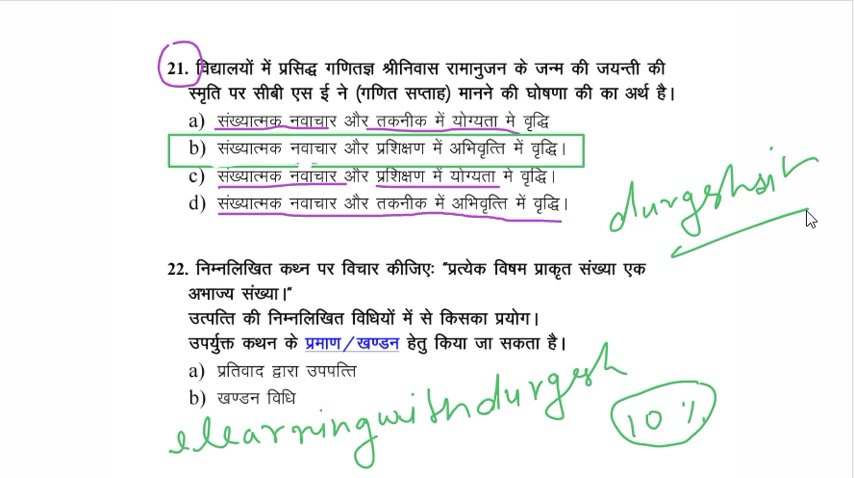 21. विद्यालयों में प्रसिद्ध गणितज्ञ श्रीनिवास रामानुजन के जन्म की जयन्ती की
स्मृति पर सीबी एस ई ने (गणित सप्ताह) मानने की घोषणा की का अर्थ है।
a) संख्यात्मक नवाचार और तकनीक में योग्यता मे वृद्धि
b) संख्यात्मक नवाचार और प्रशिक्षण में अभिवृत्ति में वृद्धि।
c) संख्यात्मक नवाचार और प्रशिक्षण में योग्यता मे वृद्धि।
d) संख्यात्मक नवाचार और तकनीक में अभिवृत्ति में वृद्धि।
durgeshsir
22. निम्नलिखित कथ्न पर विचार कीजिएः "प्रत्येक विषम प्राकृत संख्या एक
अभाज्य संख्या।"
उत्पत्ति की निम्नलिखित विधियों में से किसका प्रयोग।
उपर्युक्त कथन के प्रमाण/खण्डन हेतु किया जा सकता है।
a) प्रतिवाद द्वारा उपपत्ति
b) खण्डन विधि
elearningwithdurgesh
10 %